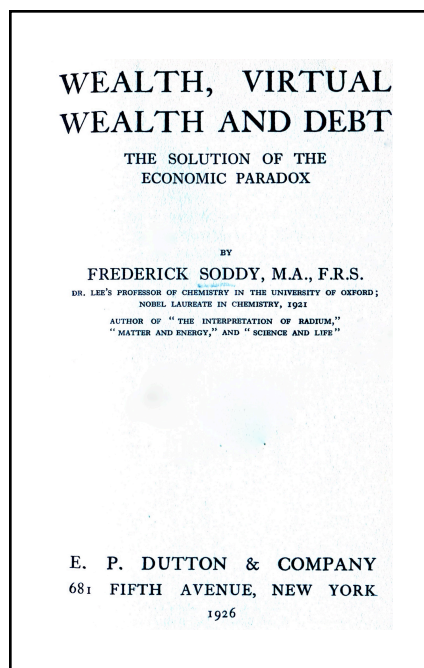 WEALTH, VIRTUAL
WEALTH AND DEBT
THE SOLUTION OF THE
ECONOMIC PARADOX
BY
FREDERICK SODDY, M.A., F.R.S.
DR. LEE'S PROFESSOR OF CHEMISTRY IN THE UNIVERSITY OF OXFORD;
NOBEL LAUREATE IN CHEMISTRY, 1921
AUTHOR OF "THE INTERPRETATION OF RADIUM,"
"MATTER AND ENERGY," AND "SCIENCE AND LIFE"
E. P. DUTTON & COMPANY
681 FIFTH AVENUE, NEW YORK
1926